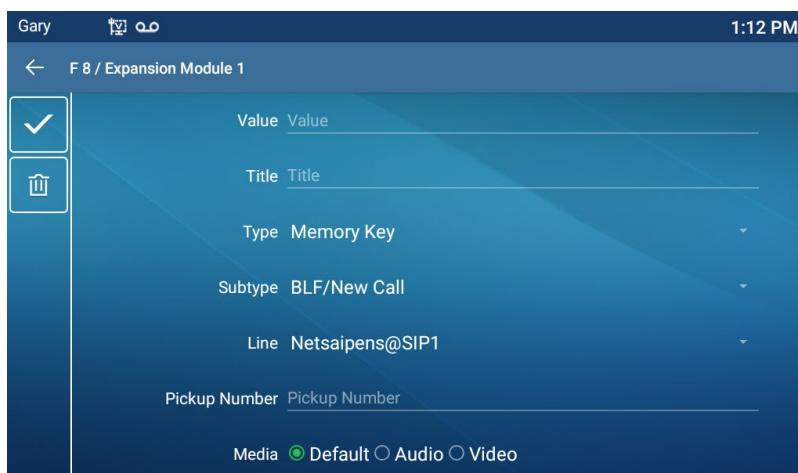 Gary 1:12 PM
F 8 / Expansion Module 1
Value Value
Title Title
Type Memory Key
Subtype BLF/New Call
Line Netsaipens@SIP1
Pickup Number Pickup Number
Media Default Audio Video